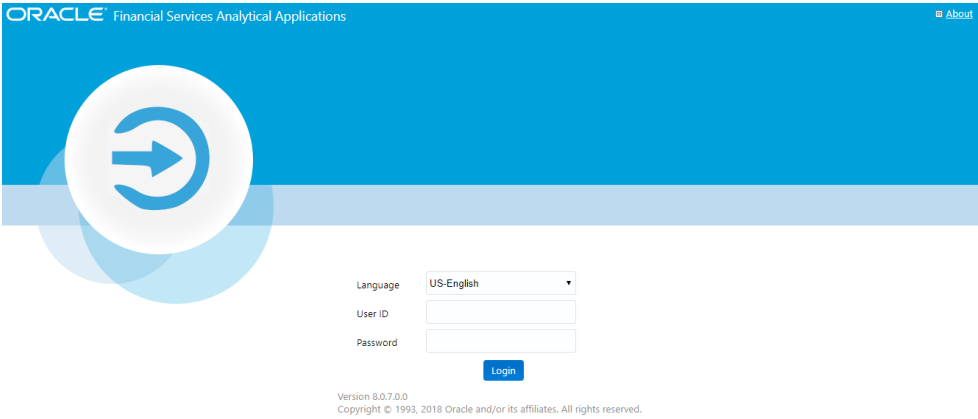 ORACLE Financial Services Analytical Applications
About
Language US-English
User ID
Password
Login
Version 8.0.7.0.0
Copyright © 1993, 2018 Oracle and/or its affiliates. All rights reserved.